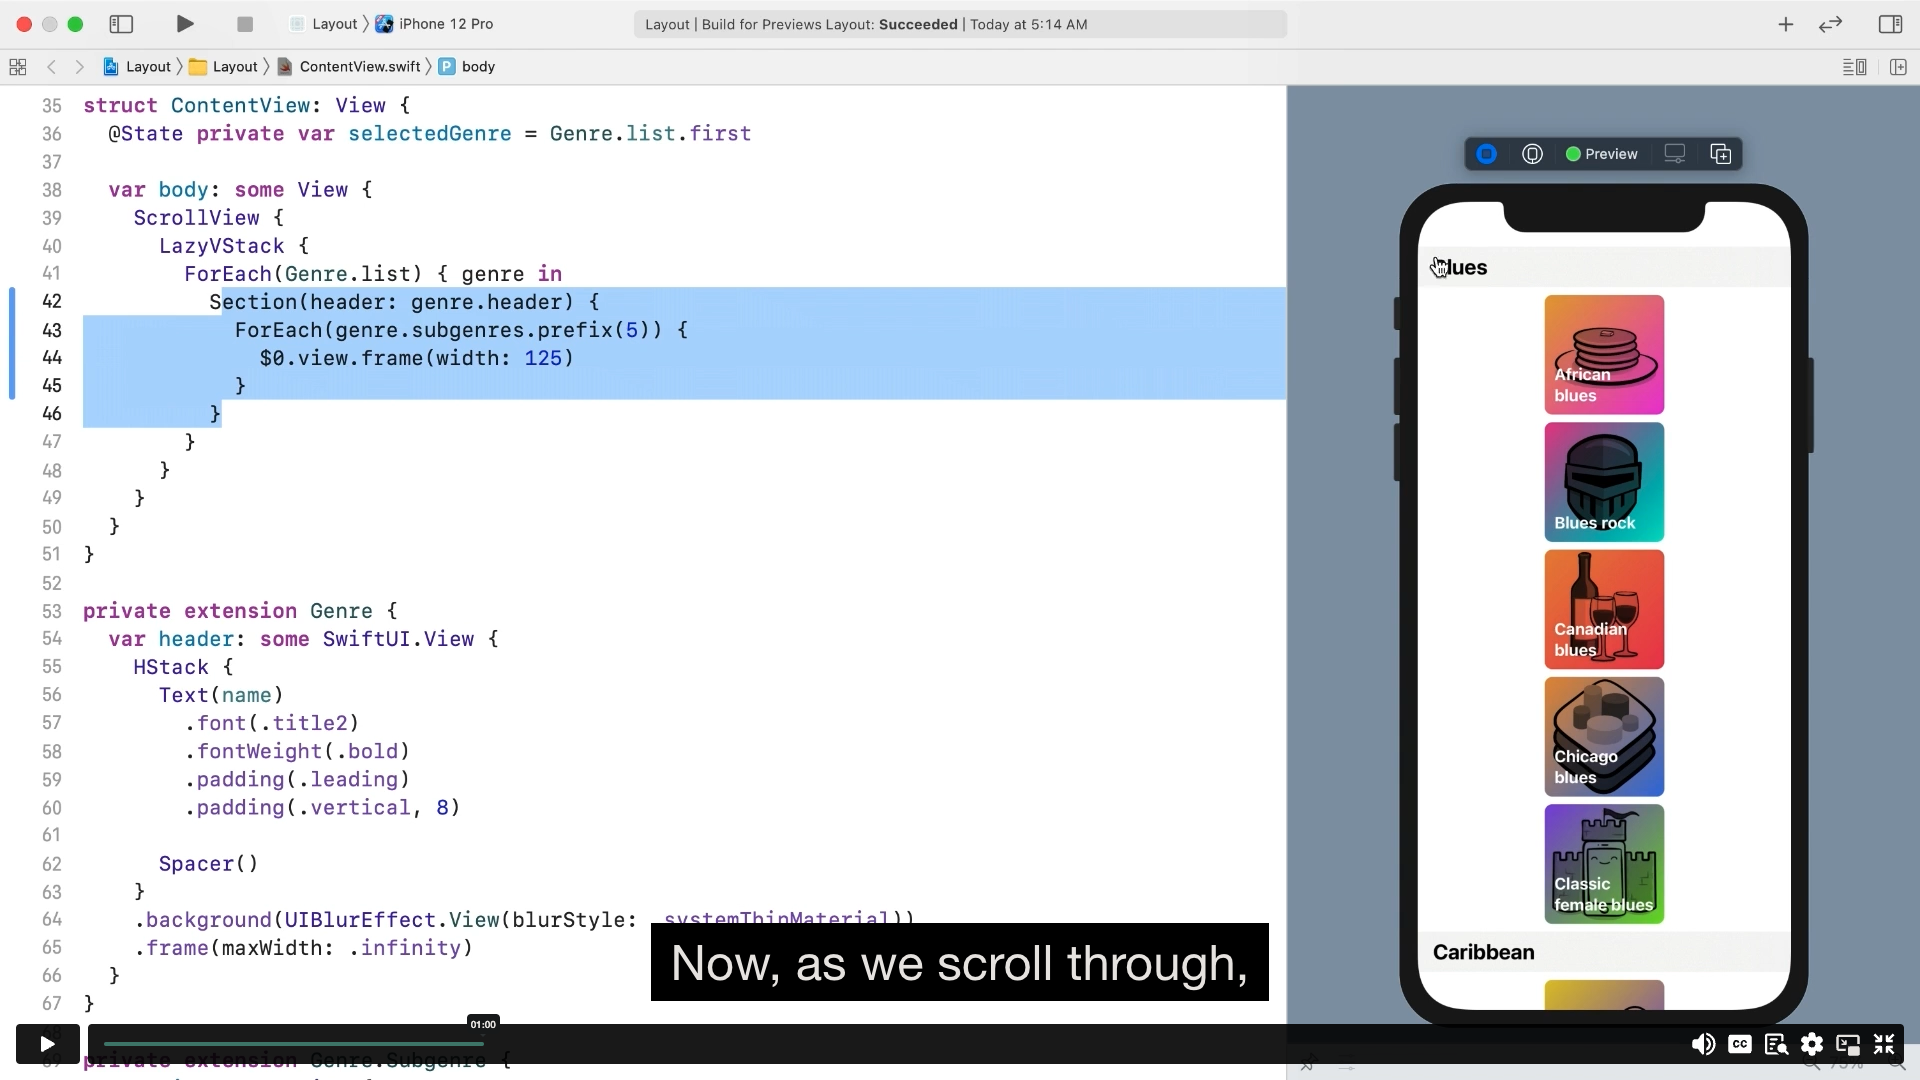 Layout 〉 iPhone 12 Pro
Layout | Build for Previews Layout: Succeeded | Today at 5:14 AM
Layout 〉 Layout 〉 ContentView.swift 〉 P body
35 struct ContentView: View {
36 @State private var selectedGenre = Genre.list.first
37
38 var body: some View {
39 ScrollView {
40 LazyVStack {
41 ForEach(Genre.list) { genre in
42 Section(header: genre.header) {
43 ForEach(genre.subgenres.prefix(5)) {
44 $0.view.frame(width: 125)
45 }
46 }
47 }
48 }
49 }
50 }
51 }
52
53 private extension Genre {
54 var header: some SwiftUI.View {
55 HStack {
56 Text(name)
57 .font(.title2)
58 .fontWeight(.bold)
59 .padding(.leading)
60 .padding(.vertical, 8)
61
62 Spacer()
63 }
64 .background(UIBlurEffect.View(blurStyle: .systemThinMaterial))
65 .frame(maxWidth: .infinity)
66 }
67 }
68
69 private extension Genre.Subgenre {
Preview
African
blues
Blues rock
Canadian
blues
Chicago
blues
Classic
female blues
Caribbean
Now, as we scroll through,
01:00
CC
75%